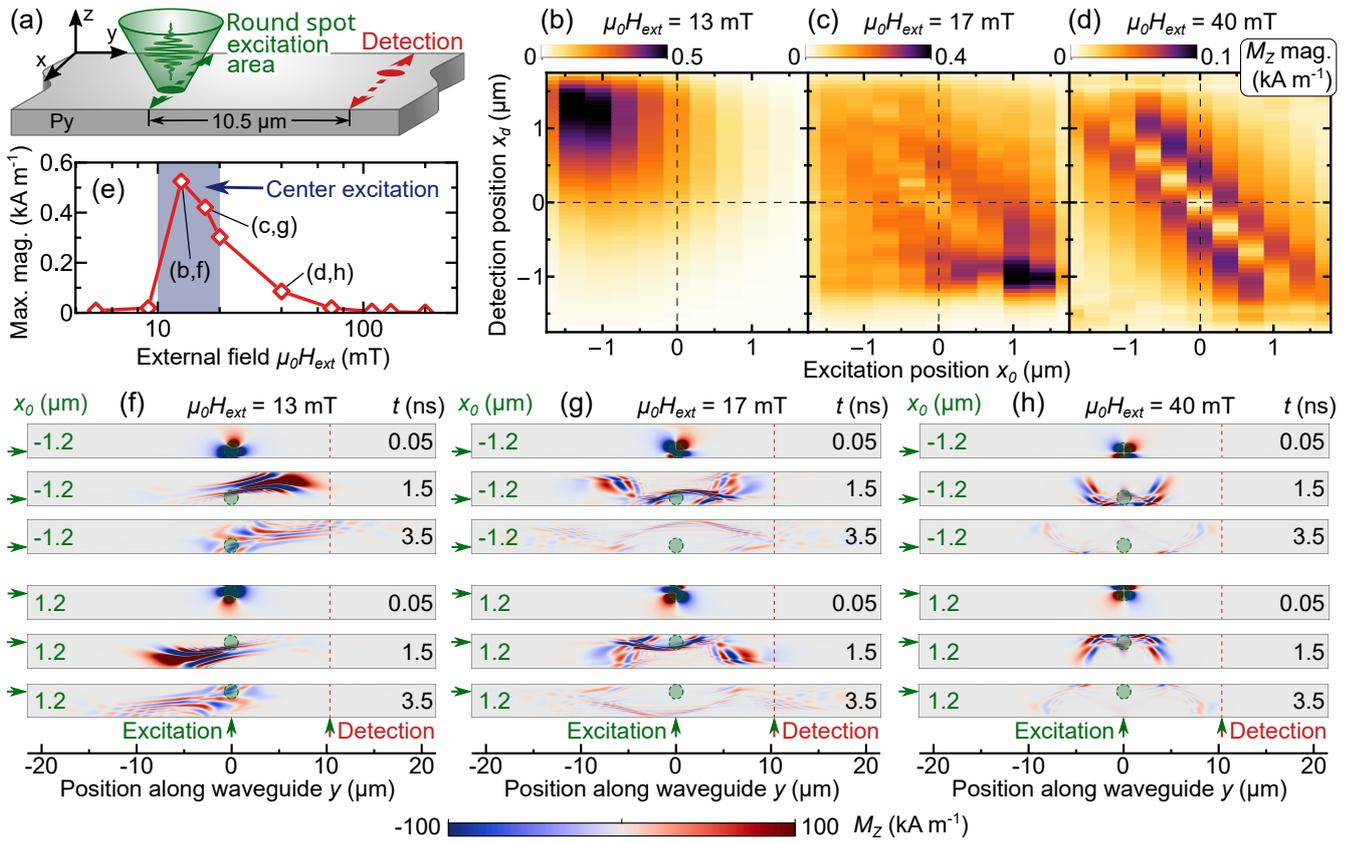 (a)
z
y
x
Round spot
excitation
area
Detection
Py
10.5 µm
(b) µ0Hext = 13 mT
0 0.5
(c) µ0Hext = 17 mT
0 0.4
(d) µ0Hext = 40 mT
0 0.1
MZ mag.
(kA m-1)
Detection position xd (µm)
1
0
−1
−1 0 1
−1 0 1
−1 0 1
Excitation position x0 (µm)
(e)
Max. mag. (kA m-1)
0.6
0.4
0.2
0
Center excitation
(b,f)
(c,g)
(d,h)
10 100
External field µ0Hext (mT)
x0 (µm) (f) µ0Hext = 13 mT t (ns)
-1.2 0.05
-1.2 1.5
-1.2 3.5
1.2 0.05
1.2 1.5
1.2 3.5
Excitation Detection
-20 -10 0 10 20
Position along waveguide y (µm)
x0 (µm) (g) µ0Hext = 17 mT t (ns)
-1.2 0.05
-1.2 1.5
-1.2 3.5
1.2 0.05
1.2 1.5
1.2 3.5
Excitation Detection
-20 -10 0 10 20
Position along waveguide y (µm)
x0 (µm) (h) µ0Hext = 40 mT t (ns)
-1.2 0.05
-1.2 1.5
-1.2 3.5
1.2 0.05
1.2 1.5
1.2 3.5
Excitation Detection
-20 -10 0 10 20
Position along waveguide y (µm)
-100 100 MZ (kA m-1)